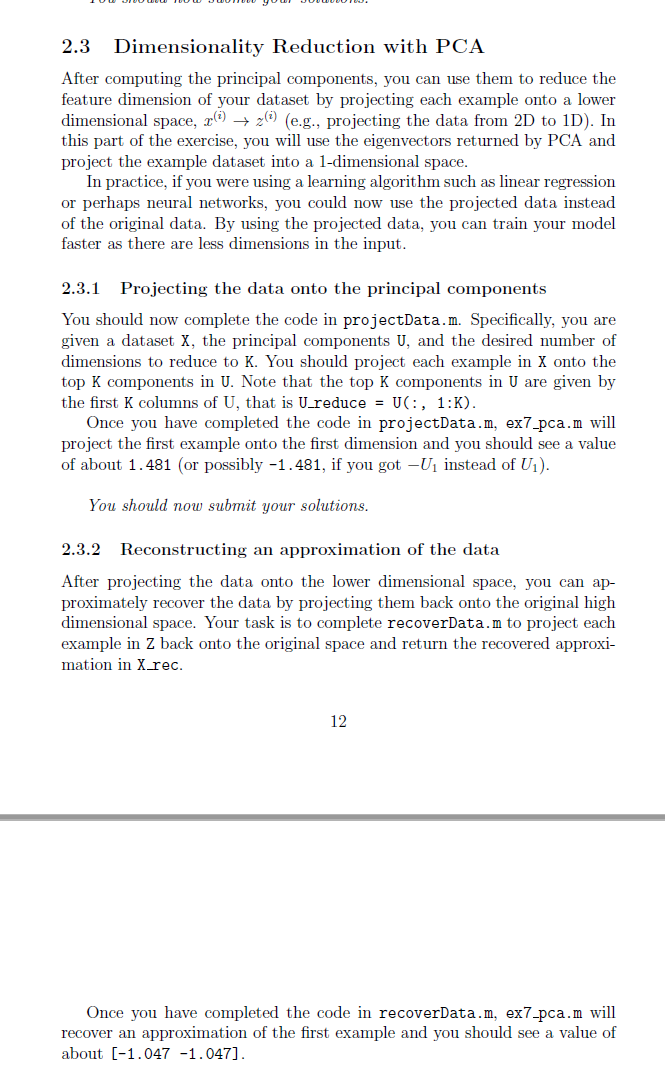 You should now submit your solutions.
2.3 Dimensionality Reduction with PCA
After computing the principal components, you can use them to reduce the
feature dimension of your dataset by projecting each example onto a lower
dimensional space, x⁽ⁱ⁾ → z⁽ⁱ⁾ (e.g., projecting the data from 2D to 1D). In
this part of the exercise, you will use the eigenvectors returned by PCA and
project the example dataset into a 1-dimensional space.
In practice, if you were using a learning algorithm such as linear regression
or perhaps neural networks, you could now use the projected data instead
of the original data. By using the projected data, you can train your model
faster as there are less dimensions in the input.
2.3.1 Projecting the data onto the principal components
You should now complete the code in projectData.m. Specifically, you are
given a dataset X, the principal components U, and the desired number of
dimensions to reduce to K. You should project each example in X onto the
top K components in U. Note that the top K components in U are given by
the first K columns of U, that is U_reduce = U(:, 1:K).
Once you have completed the code in projectData.m, ex7_pca.m will
project the first example onto the first dimension and you should see a value
of about 1.481 (or possibly -1.481, if you got −U₁ instead of U₁).
You should now submit your solutions.
2.3.2 Reconstructing an approximation of the data
After projecting the data onto the lower dimensional space, you can ap-
proximately recover the data by projecting them back onto the original high
dimensional space. Your task is to complete recoverData.m to project each
example in Z back onto the original space and return the recovered approxi-
mation in X_rec.
12
Once you have completed the code in recoverData.m, ex7_pca.m will
recover an approximation of the first example and you should see a value of
about [-1.047 -1.047].